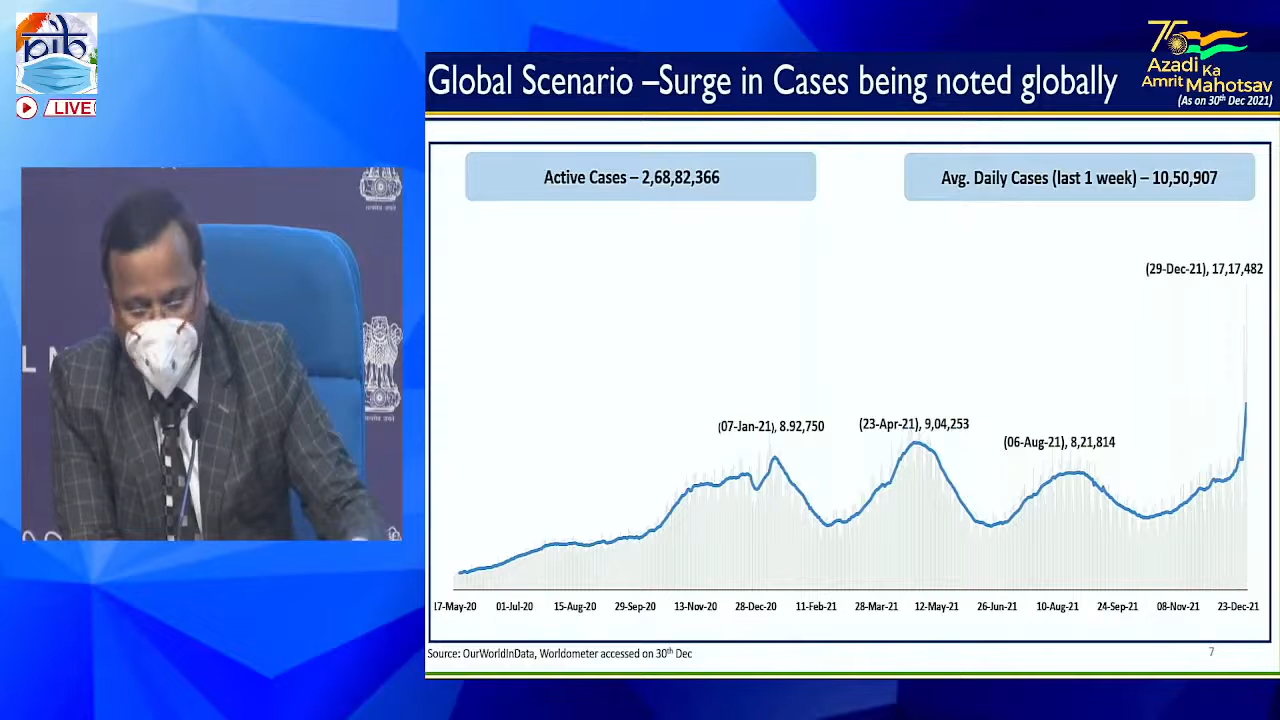 pib
LIVE
75
Azadi Ka
Amrit Mahotsav
Global Scenario –Surge in Cases being noted globally
(As on 30th Dec 2021)
Active Cases – 2,68,82,366
Avg. Daily Cases (last 1 week) – 10,50,907
(29-Dec-21), 17,17,482
(07-Jan-21), 8.92,750
(23-Apr-21), 9,04,253
(06-Aug-21), 8,21,814
17-May-20 01-Jul-20 15-Aug-20 29-Sep-20 13-Nov-20 28-Dec-20 11-Feb-21 28-Mar-21 12-May-21 26-Jun-21 10-Aug-21 24-Sep-21 08-Nov-21 23-Dec-21
Source: OurWorldInData, Worldometer accessed on 30th Dec
7